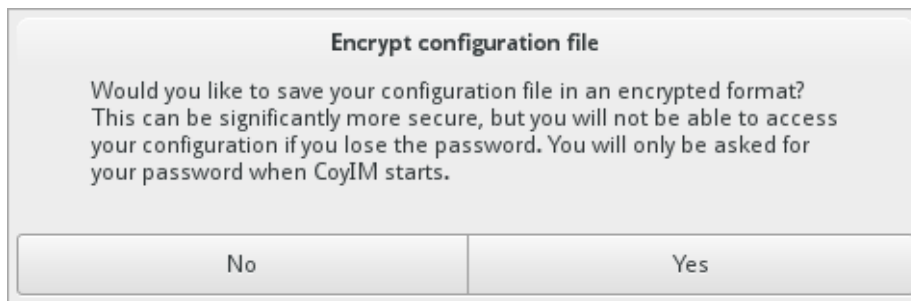 Encrypt configuration file
Would you like to save your configuration file in an encrypted format?
This can be significantly more secure, but you will not be able to access
your configuration if you lose the password. You will only be asked for
your password when CoyIM starts.
No
Yes